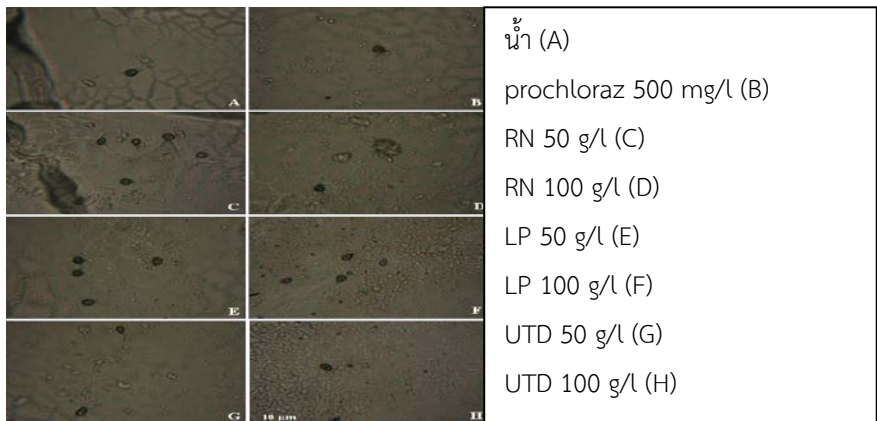 A
B
C
D
E
F
G
10 µm
H
น้ำ (A)
prochloraz 500 mg/l (B)
RN 50 g/l (C)
RN 100 g/l (D)
LP 50 g/l (E)
LP 100 g/l (F)
UTD 50 g/l (G)
UTD 100 g/l (H)